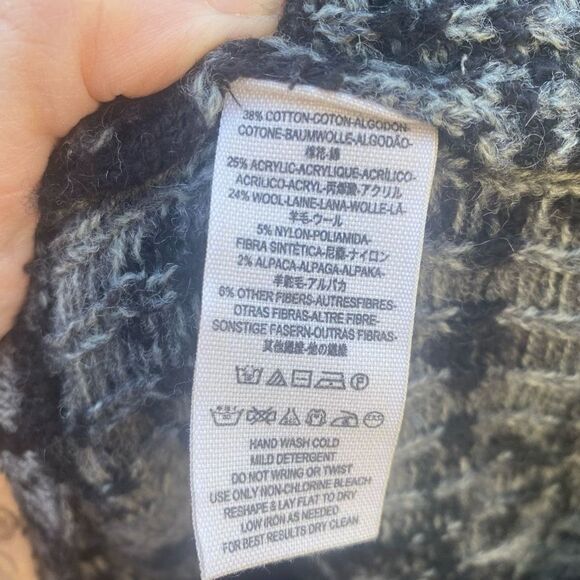 38% COTTON-COTON-ALGODON-
COTONE-BAUMWOLLE-ALGODÃO-
棉花-綿
25% ACRYLIC-ACRYLIQUE-ACRÍLICO-
ACRILICO-ACRYL-丙烯酸-アクリル
24% WOOL-LAINE-LANA-WOLLE-LÃ-
羊毛-ウール
5% NYLON-POLIAMIDA-
FIBRA SINTÉTICA-尼龍-ナイロン
2% ALPACA-ALPAGA-ALPAKA-
羊駝毛-アルパカ
6% OTHER FIBERS-AUTRESFIBRES-
OTRAS FIBRAS-ALTRE FIBRE-
SONSTIGE FASERN-OUTRAS FIBRAS-
其他纖維-他の繊維
HAND WASH COLD
MILD DETERGENT
DO NOT WRING OR TWIST
USE ONLY NON-CHLORINE BLEACH
RESHAPE & LAY FLAT TO DRY
LOW IRON AS NEEDED
FOR BEST RESULTS DRY CLEAN